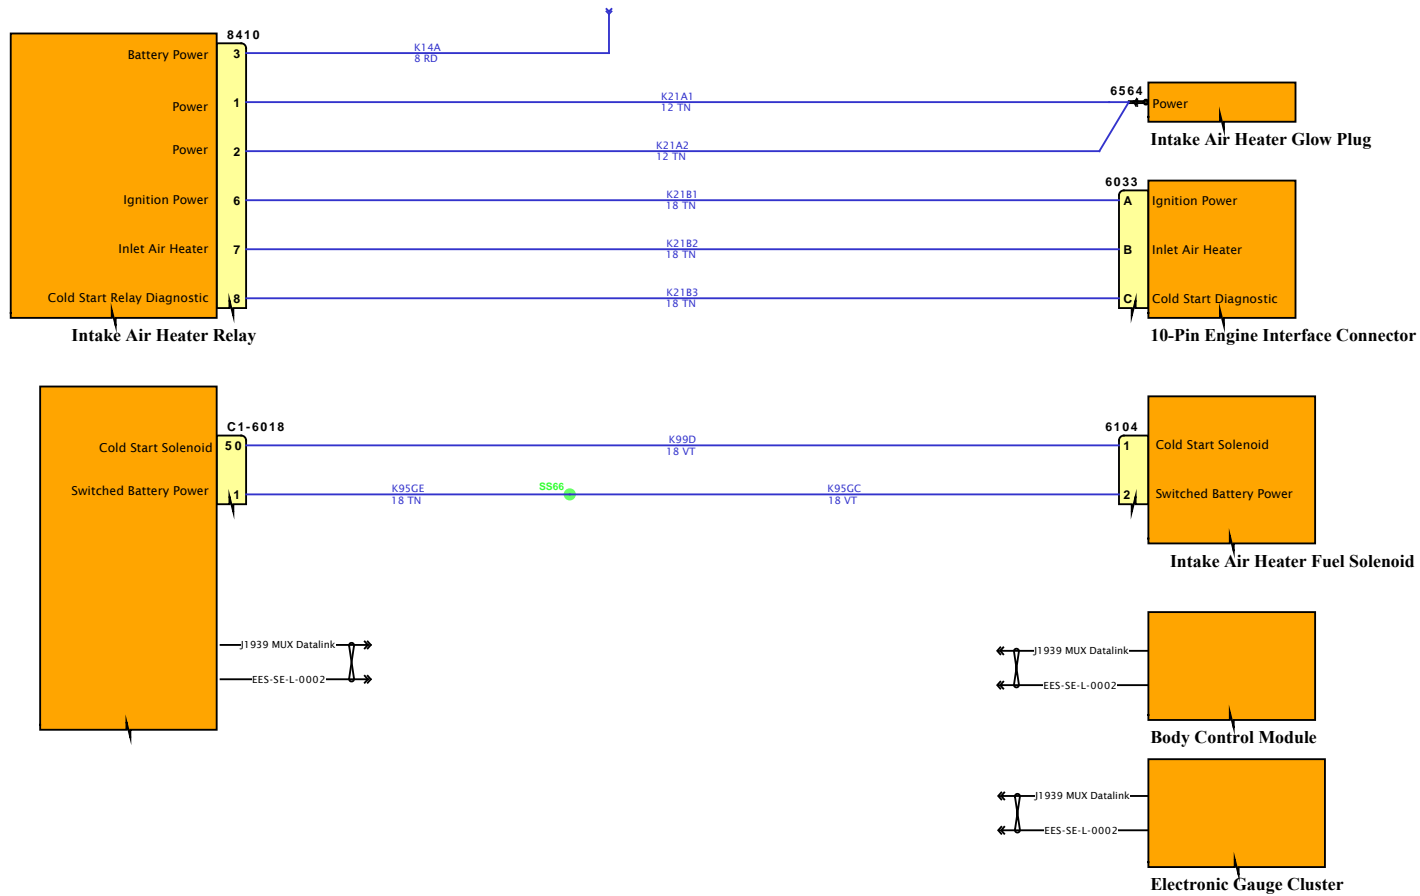 8410
Battery Power 3
K14A
8 RD
Power 1
K21A1
12 TN
6564
Power
Intake Air Heater Glow Plug
Power 2
K21A2
12 TN
6033
Ignition Power 6
K21B1
18 TN
A Ignition Power
Inlet Air Heater 7
K21B2
18 TN
B Inlet Air Heater
Cold Start Relay Diagnostic 8
K21B3
18 TN
C Cold Start Diagnostic
Intake Air Heater Relay
10-Pin Engine Interface Connector
C1-6018
6104
Cold Start Solenoid 50
K99D
18 VT
1 Cold Start Solenoid
Switched Battery Power 1
K95GE
18 TN
SS66
K95GC
18 VT
2 Switched Battery Power
Intake Air Heater Fuel Solenoid
J1939 MUX Datalink
EES-SE-L-0002
J1939 MUX Datalink
EES-SE-L-0002
Body Control Module
J1939 MUX Datalink
EES-SE-L-0002
Electronic Gauge Cluster